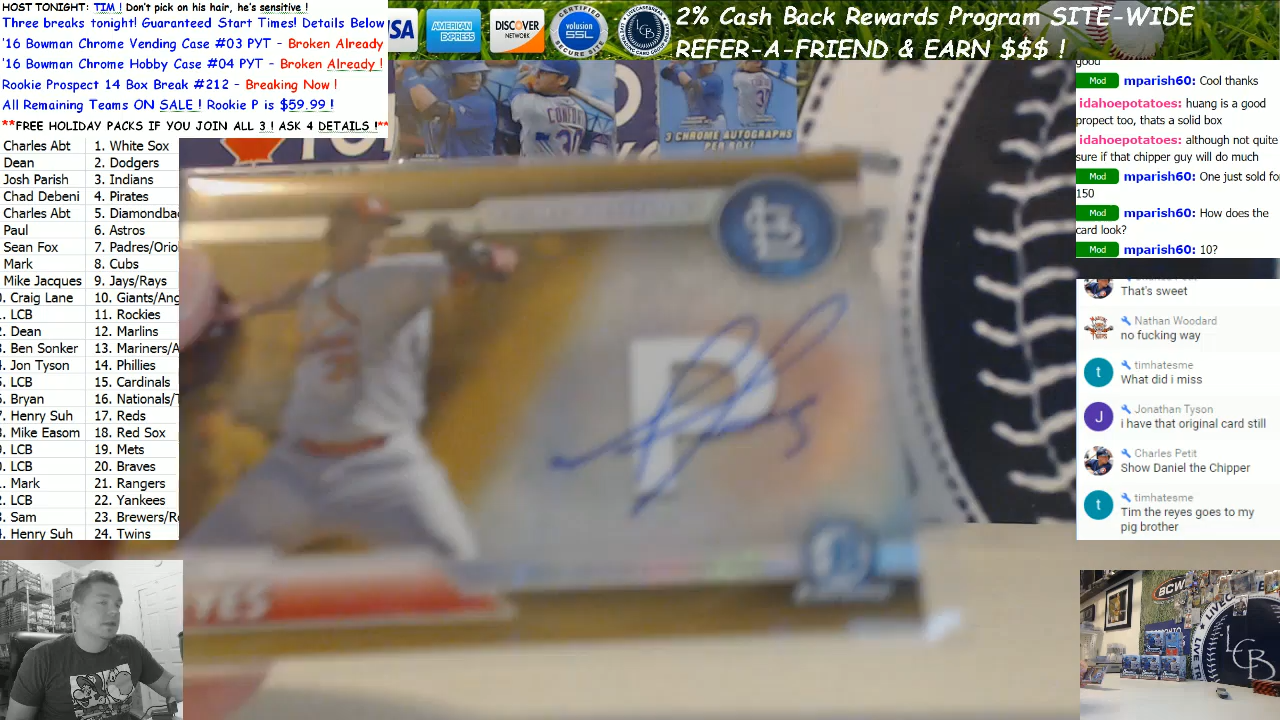 HOST TONIGHT: TIM ! Don't pick on his hair, he's sensitive !
Three breaks tonight! Guaranteed Start Times! Details Below
'16 Bowman Chrome Vending Case #03 PYT - Broken Already
'16 Bowman Chrome Hobby Case #04 PYT - Broken Already !
Rookie Prospect 14 Box Break #212 - Breaking Now !
All Remaining Teams ON SALE ! Rookie P is $59.99 !
**FREE HOLIDAY PACKS IF YOU JOIN ALL 3 ! ASK 4 DETAILS !**
VISA
AMERICAN EXPRESS
DISCOVER
NETWORK
CERTIFIED
volusion
SSL
SECURE SITE
LCB
2% Cash Back Rewards Program SITE-WIDE
REFER-A-FRIEND & EARN $$$ !
Charles Abt 1. White Sox
Dean 2. Dodgers
Josh Parish 3. Indians
Chad Debeni 4. Pirates
Charles Abt 5. Diamondba
Paul 6. Astros
Sean Fox 7. Padres/Orio
Mark 8. Cubs
Mike Jacques 9. Jays/Rays
. Craig Lane 10. Giants/Ang
. LCB 11. Rockies
. Dean 12. Marlins
. Ben Sonker 13. Mariners/A
. Jon Tyson 14. Phillies
. LCB 15. Cardinals
. Bryan 16. Nationals/T
. Henry Suh 17. Reds
. Mike Easom 18. Red Sox
. LCB 19. Mets
. LCB 20. Braves
. Mark 21. Rangers
. LCB 22. Yankees
. Sam 23. Brewers/Ro
. Henry Suh 24. Twins
3 CHROME AUTOGRAPHS
PER BOX!
P
YES
good
Mod mparish60: Cool thanks
idahoepotatoes: huang is a good
propect too, thats a solid box
idahoepotatoes: although not quite
sure if that chipper guy will do much
Mod mparish60: One just sold for
150
Mod mparish60: How does the
card look?
Mod mparish60: 10?
That's sweet
Nathan Woodard
no fucking way
t timhatesme
What did i miss
J Jonathan Tyson
i have that original card still
Charles Petit
Show Daniel the Chipper
t timhatesme
Tim the reyes goes to my
pig brother
BCW
LCB